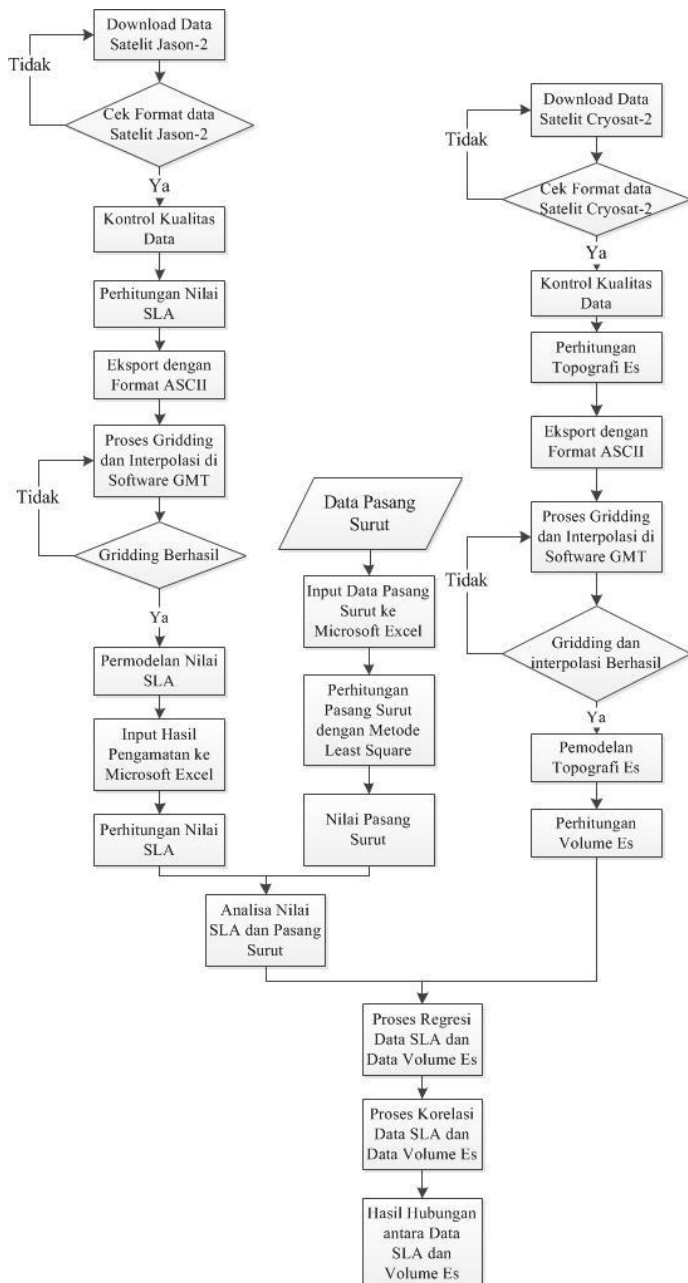 Download Data
Satelit Jason-2
Tidak
Cek Format data
Satelit Jason-2
Ya
Kontrol Kualitas
Data
Perhitungan Nilai
SLA
Eksport dengan
Format ASCII
Proses Gridding
dan Interpolasi di
Software GMT
Tidak
Gridding Berhasil
Ya
Permodelan Nilai
SLA
Input Hasil
Pengamatan ke
Microsoft Excel
Perhitungan Nilai
SLA
Data Pasang
Surut
Input Data Pasang
Surut ke
Microsoft Excel
Perhitungan
Pasang Surut
dengan Metode
Least Square
Nilai Pasang
Surut
Analisa Nilai
SLA dan Pasang
Surut
Download Data
Satelit Cryosat-2
Tidak
Cek Format data
Satelit Cryosat-2
Ya
Kontrol Kualitas
Data
Perhitungan
Topografi Es
Eksport dengan
Format ASCII
Proses Gridding
dan Interpolasi di
Software GMT
Tidak
Gridding dan
interpolasi Berhasil
Ya
Pemodelan
Topografi Es
Perhitungan
Volume Es
Proses Regresi
Data SLA dan
Data Volume Es
Proses Korelasi
Data SLA dan
Data Volume Es
Hasil Hubungan
antara Data
SLA dan
Volume Es